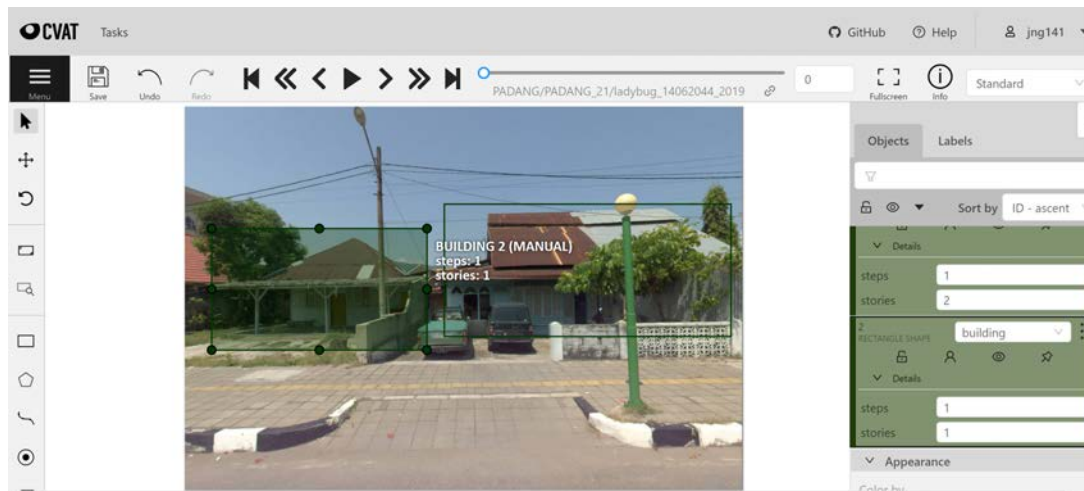 CVAT Tasks GitHub Help jng141
Menu Save Undo Redo PADANG/PADANG_21/ladybug_14062044_2019 0 Fullscreen Info Standard
Objects Labels
Sort by ID - ascent
BUILDING 2 (MANUAL)
steps: 1
stories: 1
Details
steps 1
stories 2
2 building
RECTANGLE SHAPE
Details
steps 1
stories 1
Appearance
Color by